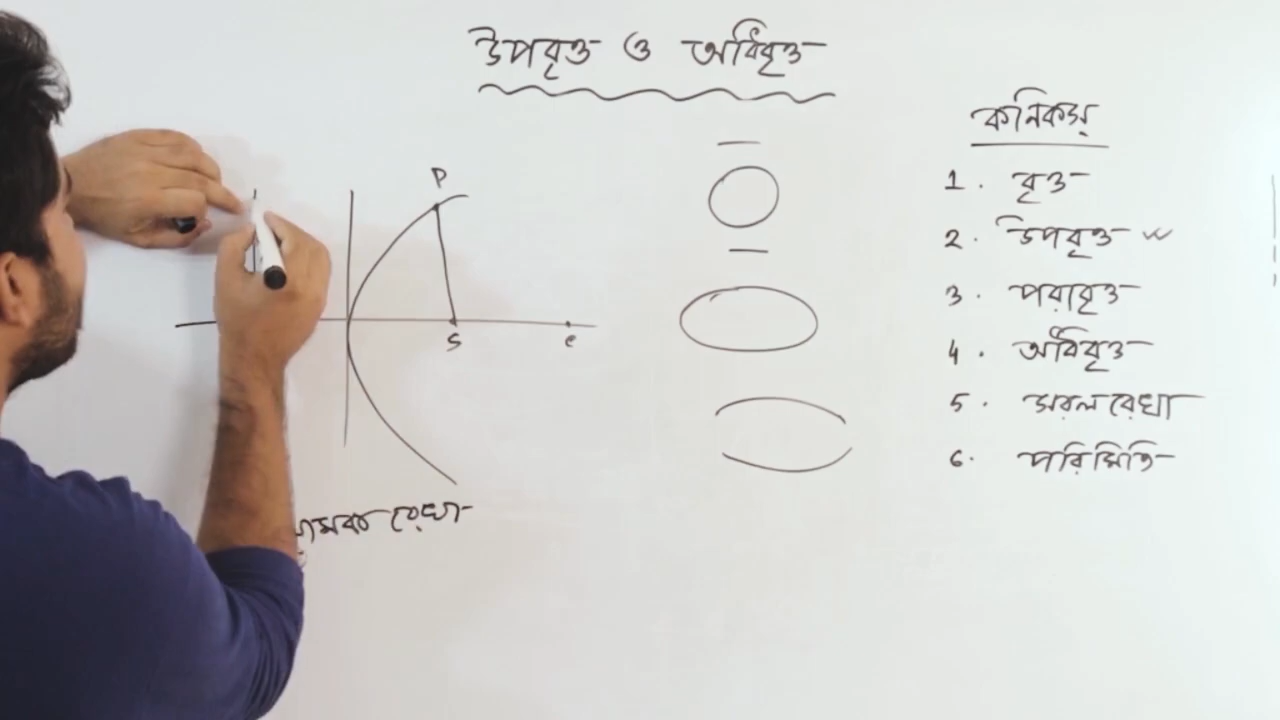 উপবৃত্ত ও অধিবৃত্ত
কনিকস্
1. বৃত্ত
2. উপবৃত্ত
3. পরাবৃত্ত
4. অধিবৃত্ত
5. সরলরেখা
6. পরিমিতি
P
S
e
রেখা